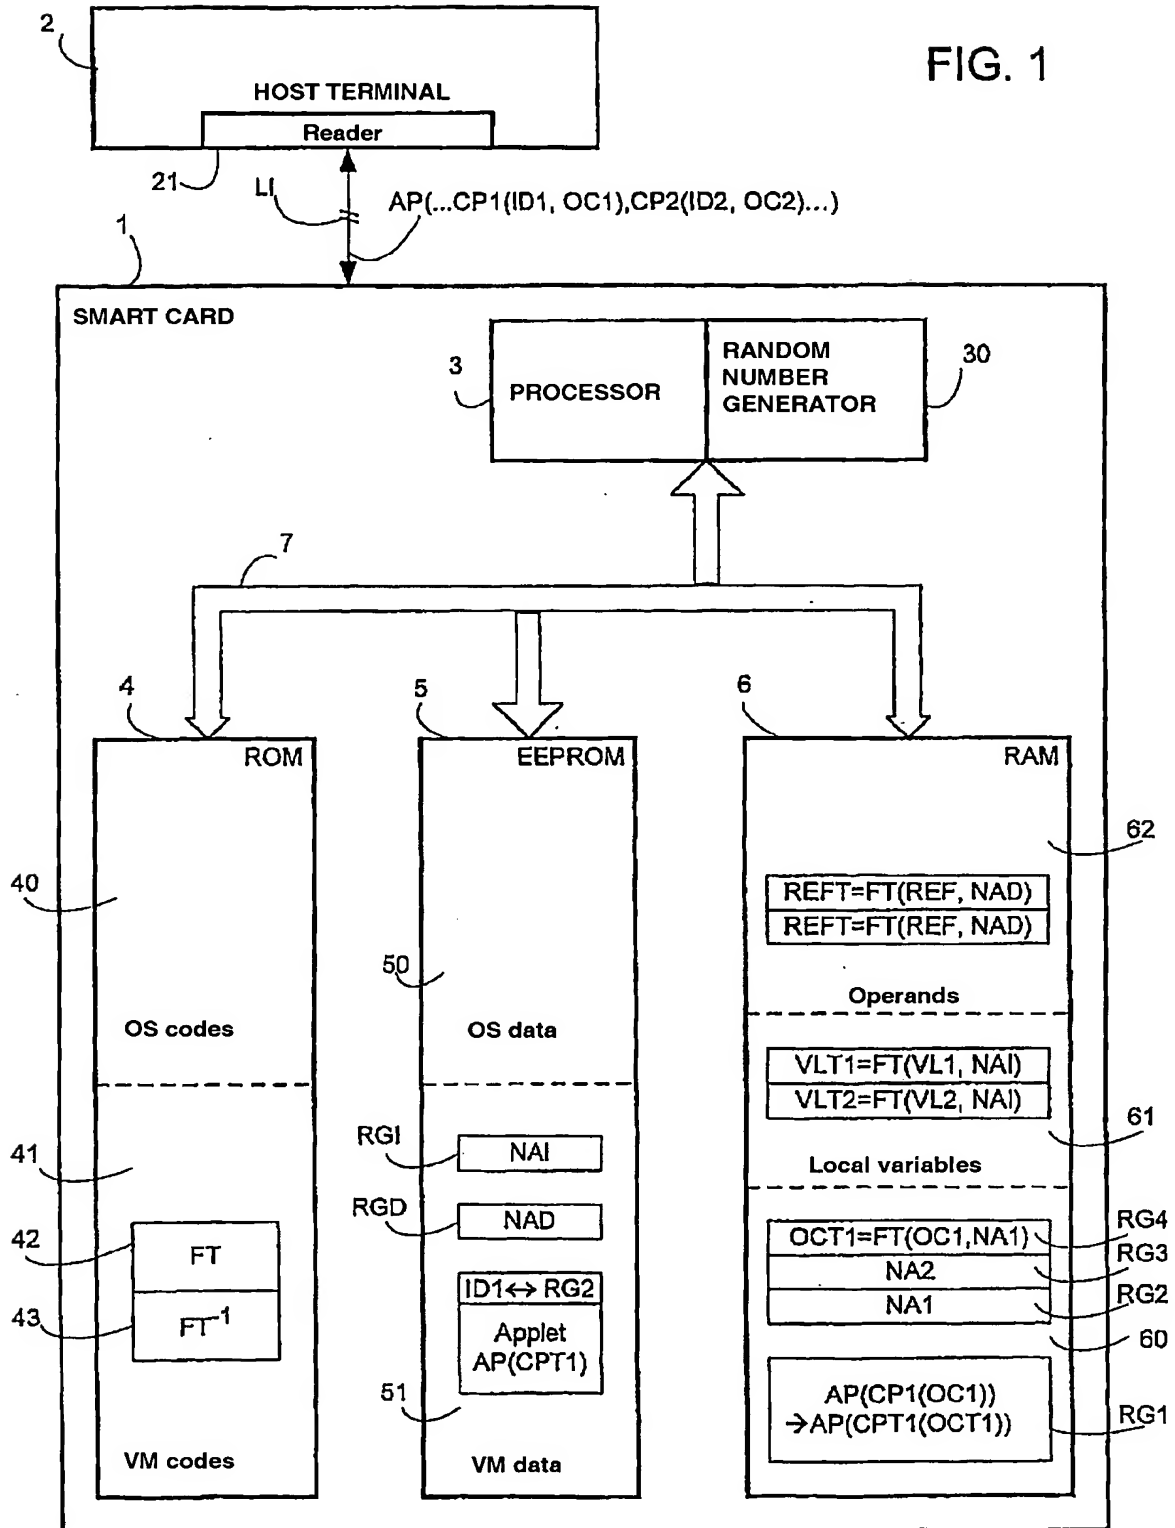 2
FIG. 1
HOST TERMINAL
Reader
21
LI
AP(...CP1(ID1, OC1),CP2(ID2, OC2)...)
1
SMART CARD
3
PROCESSOR
RANDOM
NUMBER
GENERATOR
30
7
4
ROM
5
EEPROM
6
RAM
62
40
REFT=FT(REF, NAD)
REFT=FT(REF, NAD)
50
Operands
OS codes
OS data
VLT1=FT(VL1, NAI)
VLT2=FT(VL2, NAI)
61
RGI
NAI
41
Local variables
RGD
NAD
42
FT
OCT1=FT(OC1,NA1)
RG4
NA2
RG3
ID1↔ RG2
NA1
RG2
43
FT-1
Applet
AP(CPT1)
60
51
AP(CP1(OC1))
→AP(CPT1(OCT1))
RG1
VM codes
VM data